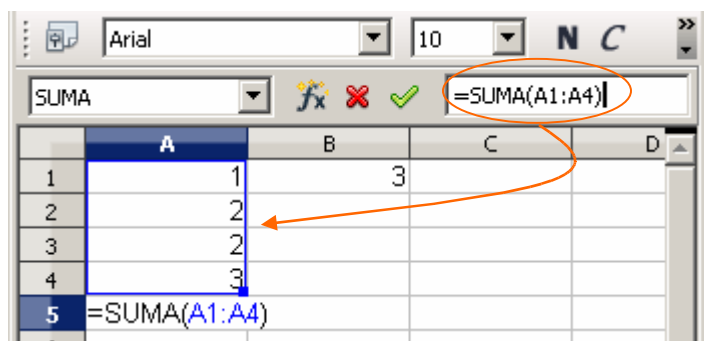 Arial 10 N C »
SUMA fx =SUMA(A1:A4)
A B C D
1 1 3
2 2
3 2
4 3
5 =SUMA(A1:A4)